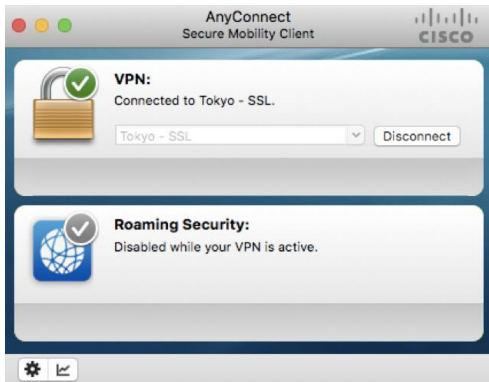 AnyConnect
Secure Mobility Client
CISCO
VPN:
Connected to Tokyo - SSL.
Tokyo - SSL
Disconnect
Roaming Security:
Disabled while your VPN is active.